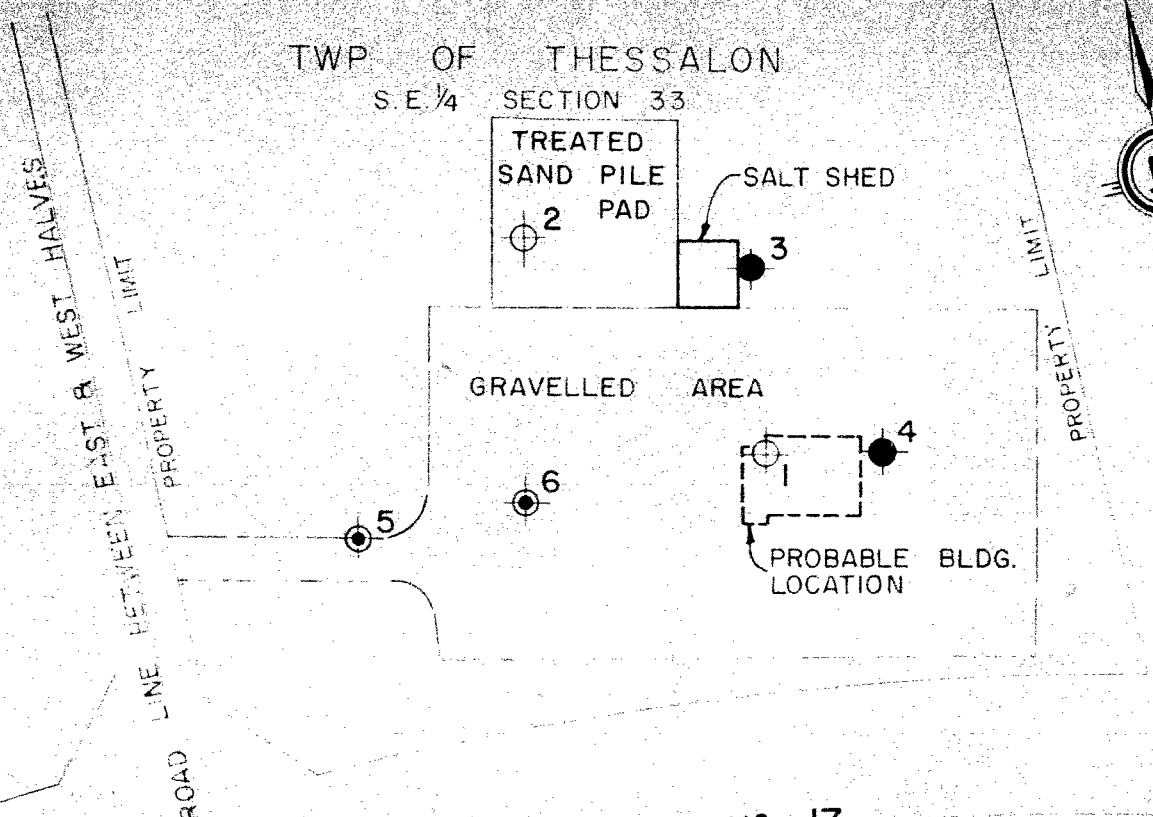 TWP OF THESSALON
S.E 1/4 SECTION 33
TREATED
SAND PILE
PAD
2
SALT SHED
3
LINE BETWEEN EAST & WEST HALVES
PROPERTY LIMIT
PROPERTY LIMIT
GRAVELLED AREA
4
1
6
5
PROBABLE BLDG.
LOCATION
ROAD
17